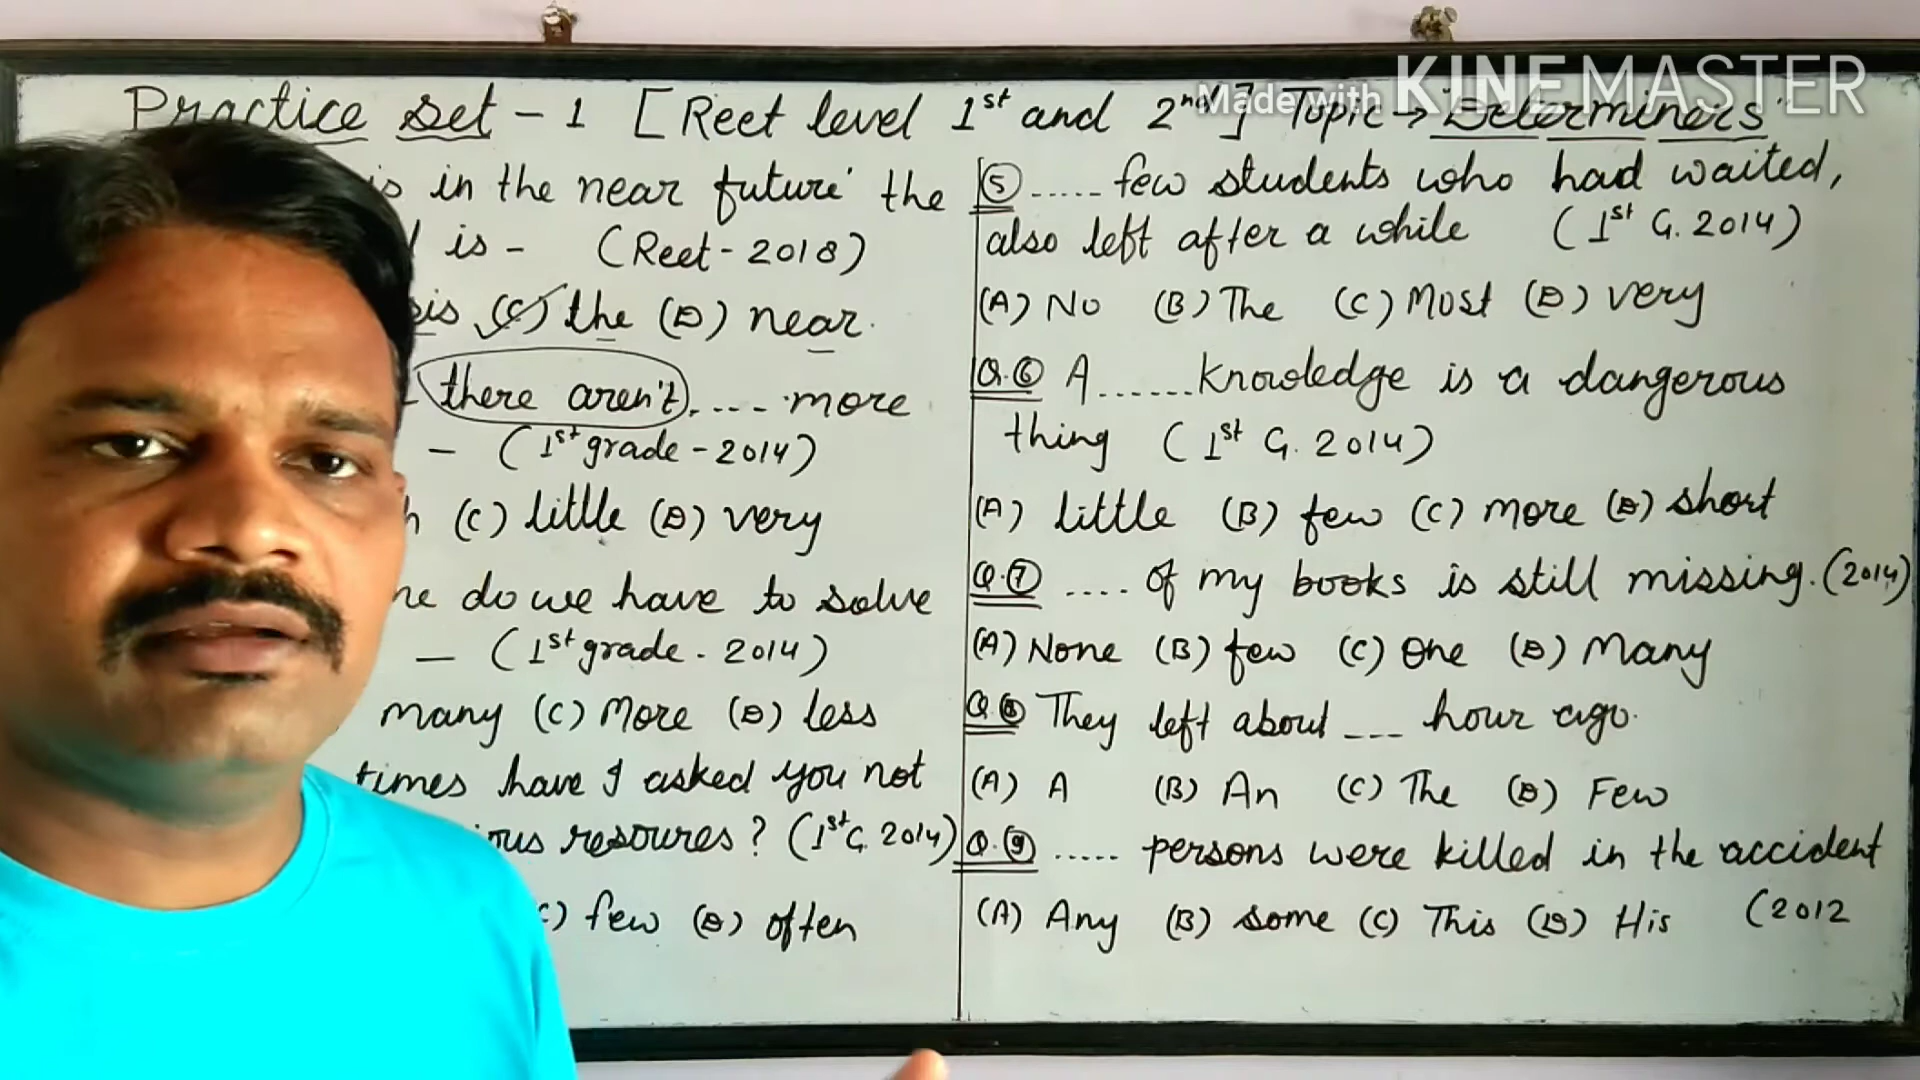 Practice set - 1 [Reet level 1st and 2nd] Topic → "Determiners"
is in the near future' the
is - (Reet - 2018)
sis (C) the (D) near.
there aren't .... more
- (1st grade - 2014)
(C) little (D) very
do we have to solve
- (1st grade - 2014)
many (C) More (D) less
times have I asked you not
resoures? (1st G. 2014)
few (D) often
(5) ..... few students who had waited,
also left after a while (1st G. 2014)
(A) No (B) The (C) Most (D) very
Q.(6) A ...... Knowledge is a dangerous
thing (1st G. 2014)
(A) little (B) few (C) more (D) short
Q.(7) .... of my books is still missing. (2014)
(A) None (B) few (C) One (D) Many
Q.(8) They left about --- hour ago.
(A) A (B) An (C) The (D) Few
Q.(9) ..... persons were killed in the accident
(A) Any (B) some (C) This (D) His (2012
Made with KINEMASTER